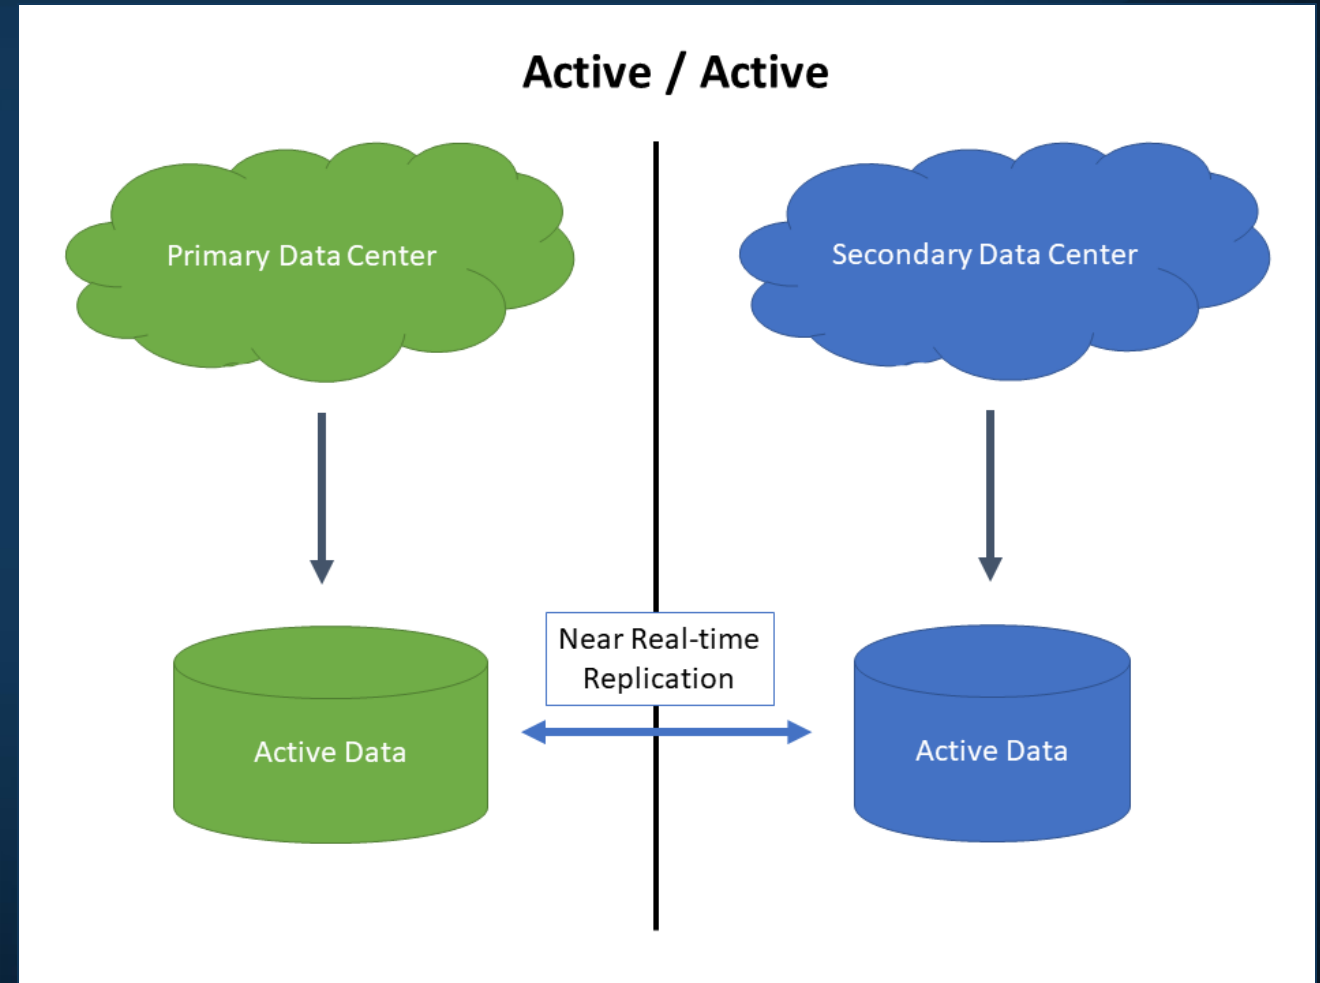 Active / Active
Primary Data Center
Secondary Data Center
Near Real-time
Replication
Active Data
Active Data